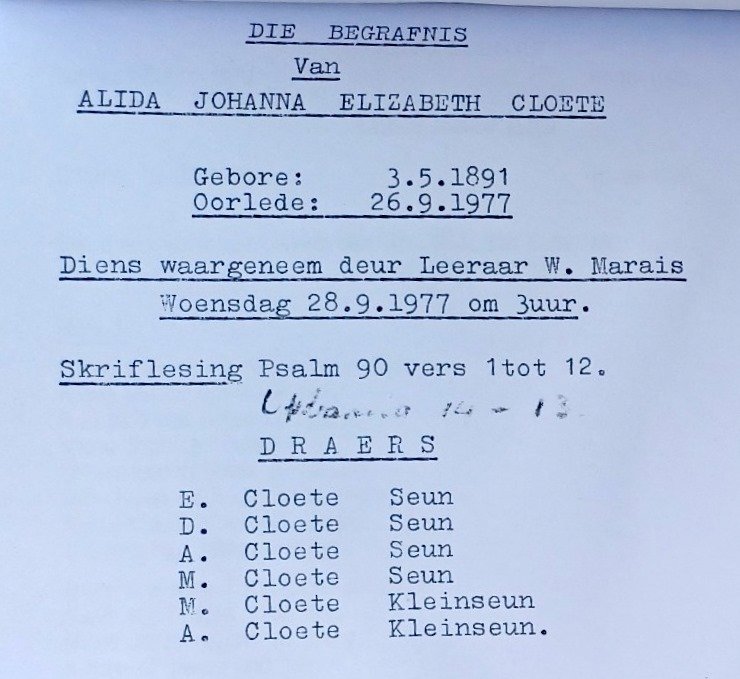 DIE BEGRAFNIS
Van
ALIDA JOHANNA ELIZABETH CLOETE
Gebore: 3.5.1891
Oorlede: 26.9.1977
Diens waargeneem deur Leeraar W. Marais
Woensdag 28.9.1977 om 3uur.
Skriflesing Psalm 90 vers 1tot 12.
14 - 13
DRAERS
E. Cloete Seun
D. Cloete Seun
A. Cloete Seun
M. Cloete Seun
M. Cloete Kleinseun
A. Cloete Kleinseun.